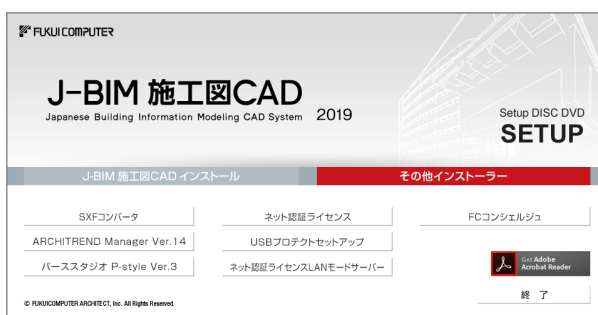 FUKUI COMPUTER
J-BIM 施工図CAD
2019
Japanese Building Information Modeling CAD System
Setup DISC DVD
SETUP
J-BIM 施工図CAD インストール
その他インストーラー
SXFコンバータ
ネット認証ライセンス
FCコンシェルジュ
ARCHITREND Manager Ver.14
USBプロテクトセットアップ
パーススタジオ P-style Ver.3
ネット認証ライセンスLANモードサーバー
Get Adobe
Acrobat Reader
終 了
© FUKUICOMPUTER ARCHITECT, Inc. All Rights Reserved.